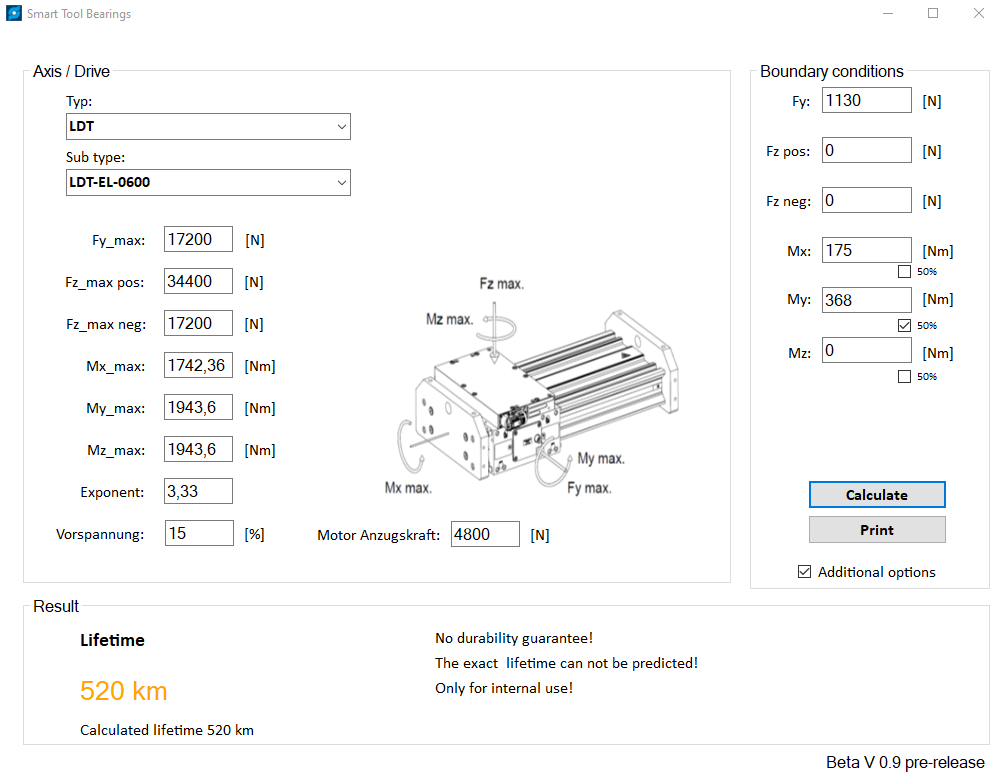 Smart Tool Bearings
Axis / Drive
Typ:
LDT
Sub type:
LDT-EL-0600
Fy_max: 17200 [N]
Fz_max pos: 34400 [N]
Fz_max neg: 17200 [N]
Mx_max: 1742,36 [Nm]
My_max: 1943,6 [Nm]
Mz_max: 1943,6 [Nm]
Exponent: 3,33
Vorspannung: 15 [%]
Motor Anzugskraft: 4800 [N]
Fz max.
Mz max.
My max.
Mx max.
Fy max.
Boundary conditions
Fy: 1130 [N]
Fz pos: 0 [N]
Fz neg: 0 [N]
Mx: 175 [Nm]
50%
My: 368 [Nm]
50%
Mz: 0 [Nm]
50%
Calculate
Print
Additional options
Result
Lifetime
520 km
Calculated lifetime 520 km
No durability guarantee!
The exact lifetime can not be predicted!
Only for internal use!
Beta V 0.9 pre-release